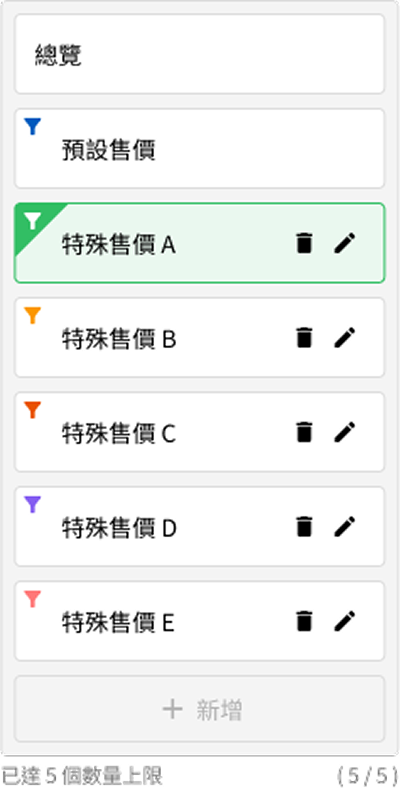 總覽
預設售價
特殊售價 A
特殊售價 B
特殊售價 C
特殊售價 D
特殊售價 E
+ 新增
已達 5 個數量上限 ( 5 / 5 )